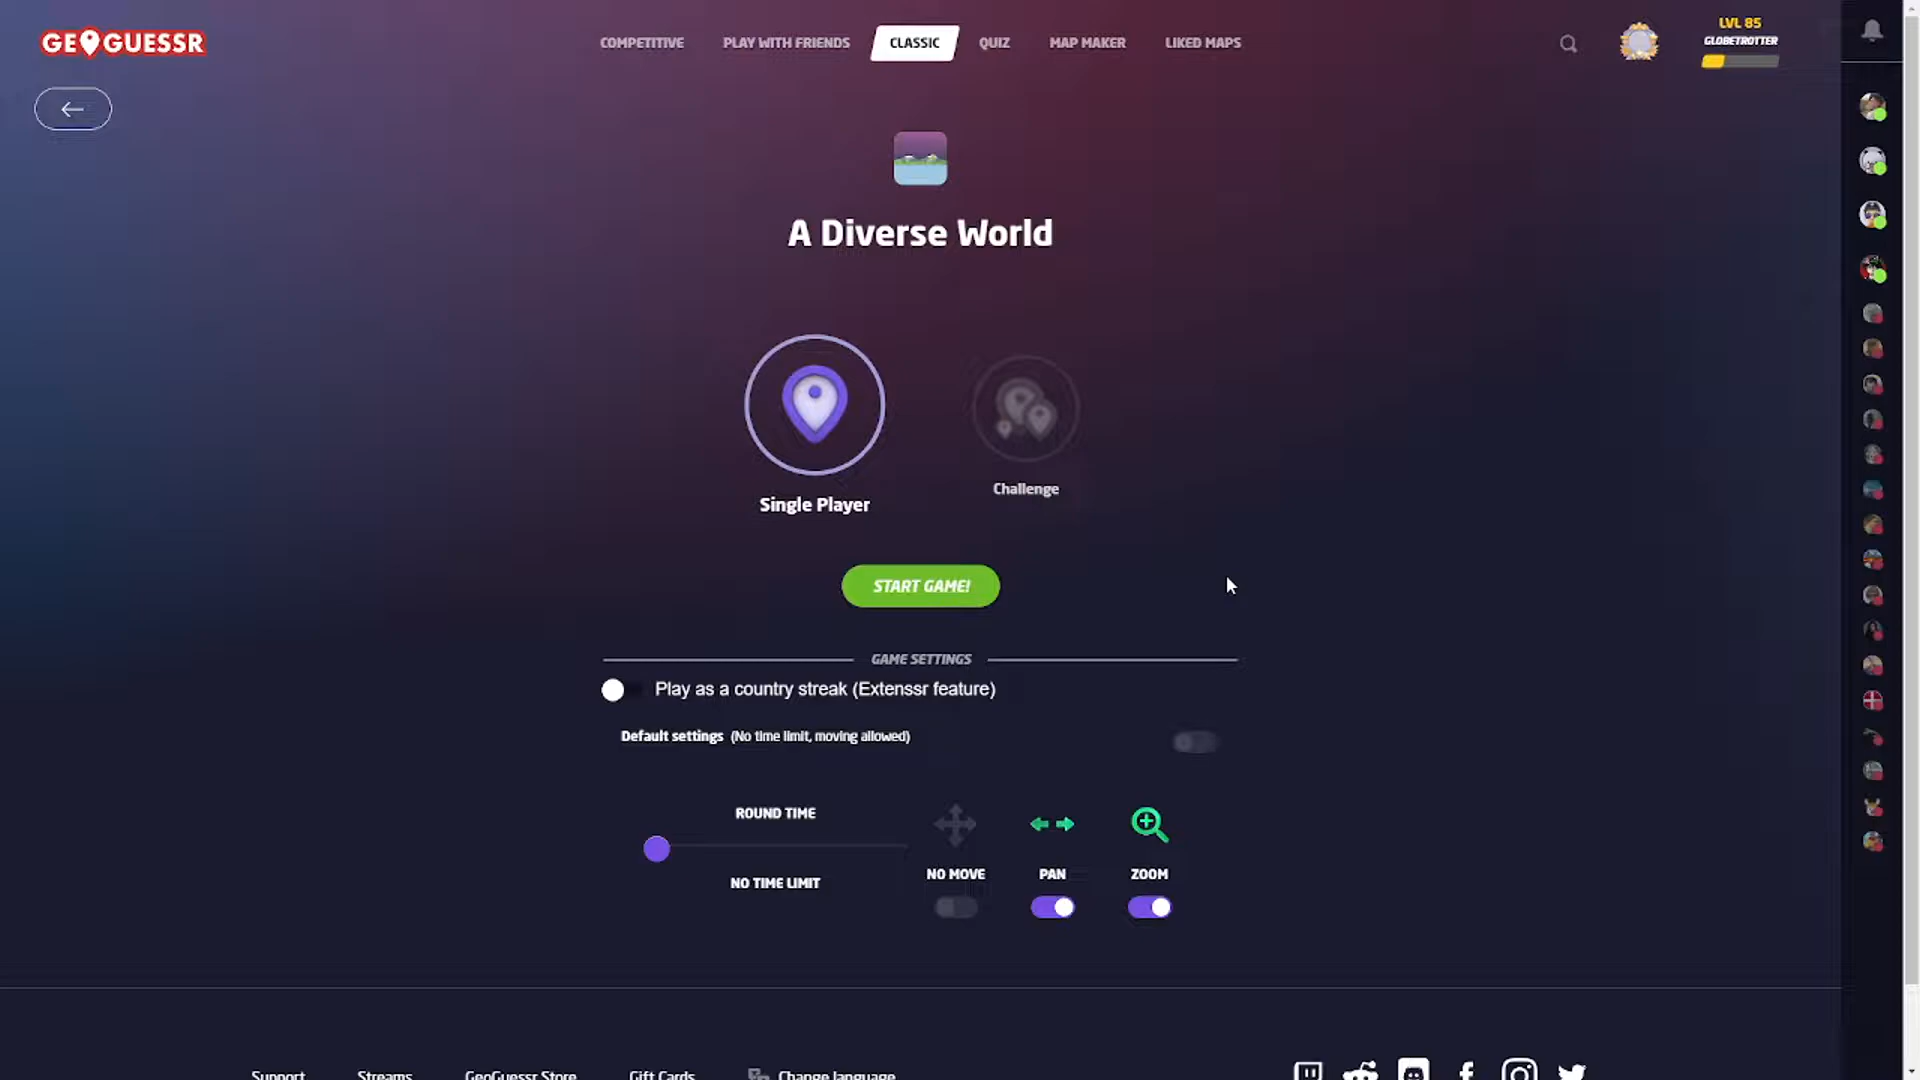 GEOGUESSR
COMPETITIVE
PLAY WITH FRIENDS
CLASSIC
QUIZ
MAP MAKER
LIKED MAPS
LVL 85
GLOBETROTTER
A Diverse World
Single Player
Challenge
START GAME!
GAME SETTINGS
Play as a country streak (Extenssr feature)
Default settings (No time limit, moving allowed)
ROUND TIME
NO TIME LIMIT
NO MOVE
PAN
ZOOM
Support
Streams
GeoGuessr Store
Gift Cards
Change language